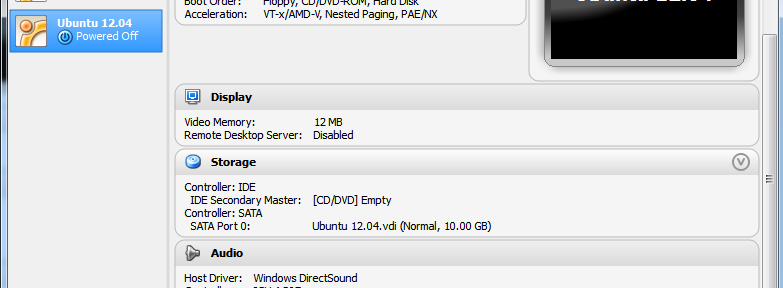 Ubuntu 12.04
Powered Off
Boot Order: Floppy, CD/DVD-ROM, Hard Disk
Acceleration: VT-x/AMD-V, Nested Paging, PAE/NX
Display
Video Memory: 12 MB
Remote Desktop Server: Disabled
Storage
Controller: IDE
IDE Secondary Master: [CD/DVD] Empty
Controller: SATA
SATA Port 0: Ubuntu 12.04.vdi (Normal, 10.00 GB)
Audio
Host Driver: Windows DirectSound